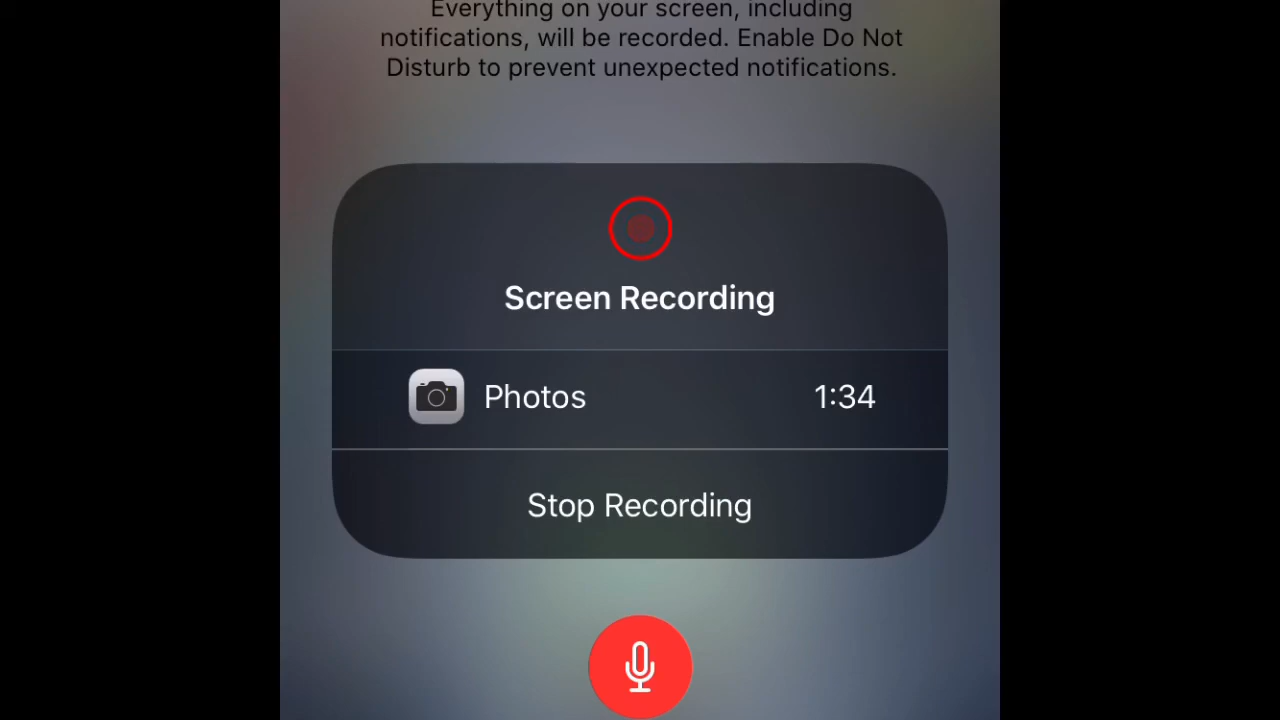 Everything on your screen, including
notifications, will be recorded. Enable Do Not
Disturb to prevent unexpected notifications.
Screen Recording
Photos 1:34
Stop Recording